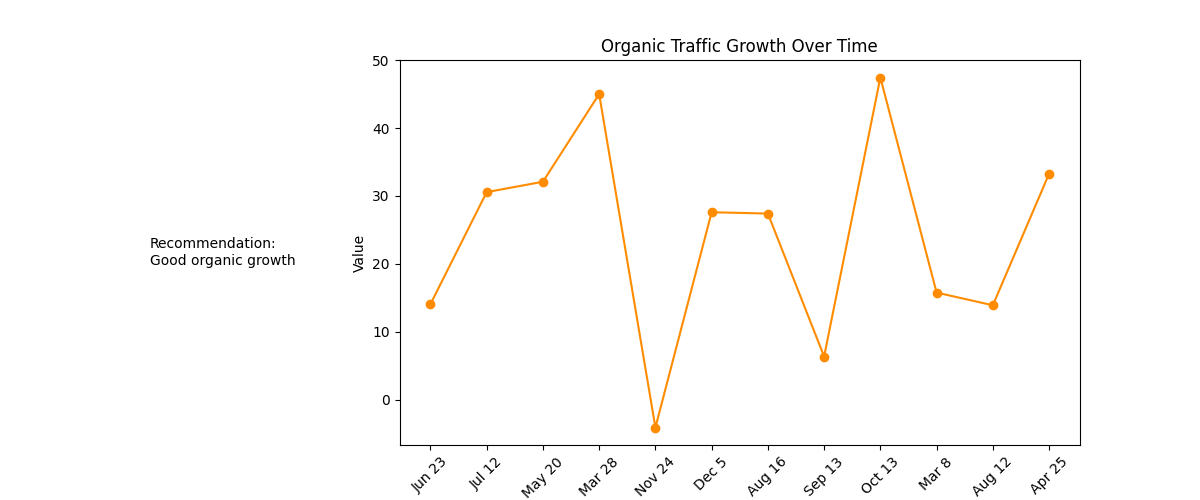 Organic Traffic Growth Over Time
Recommendation:
Good organic growth
Value
50
40
30
20
10
0
Jun 23
Jul 12
May 20
Mar 28
Nov 24
Dec 5
Aug 16
Sep 13
Oct 13
Mar 8
Aug 12
Apr 25